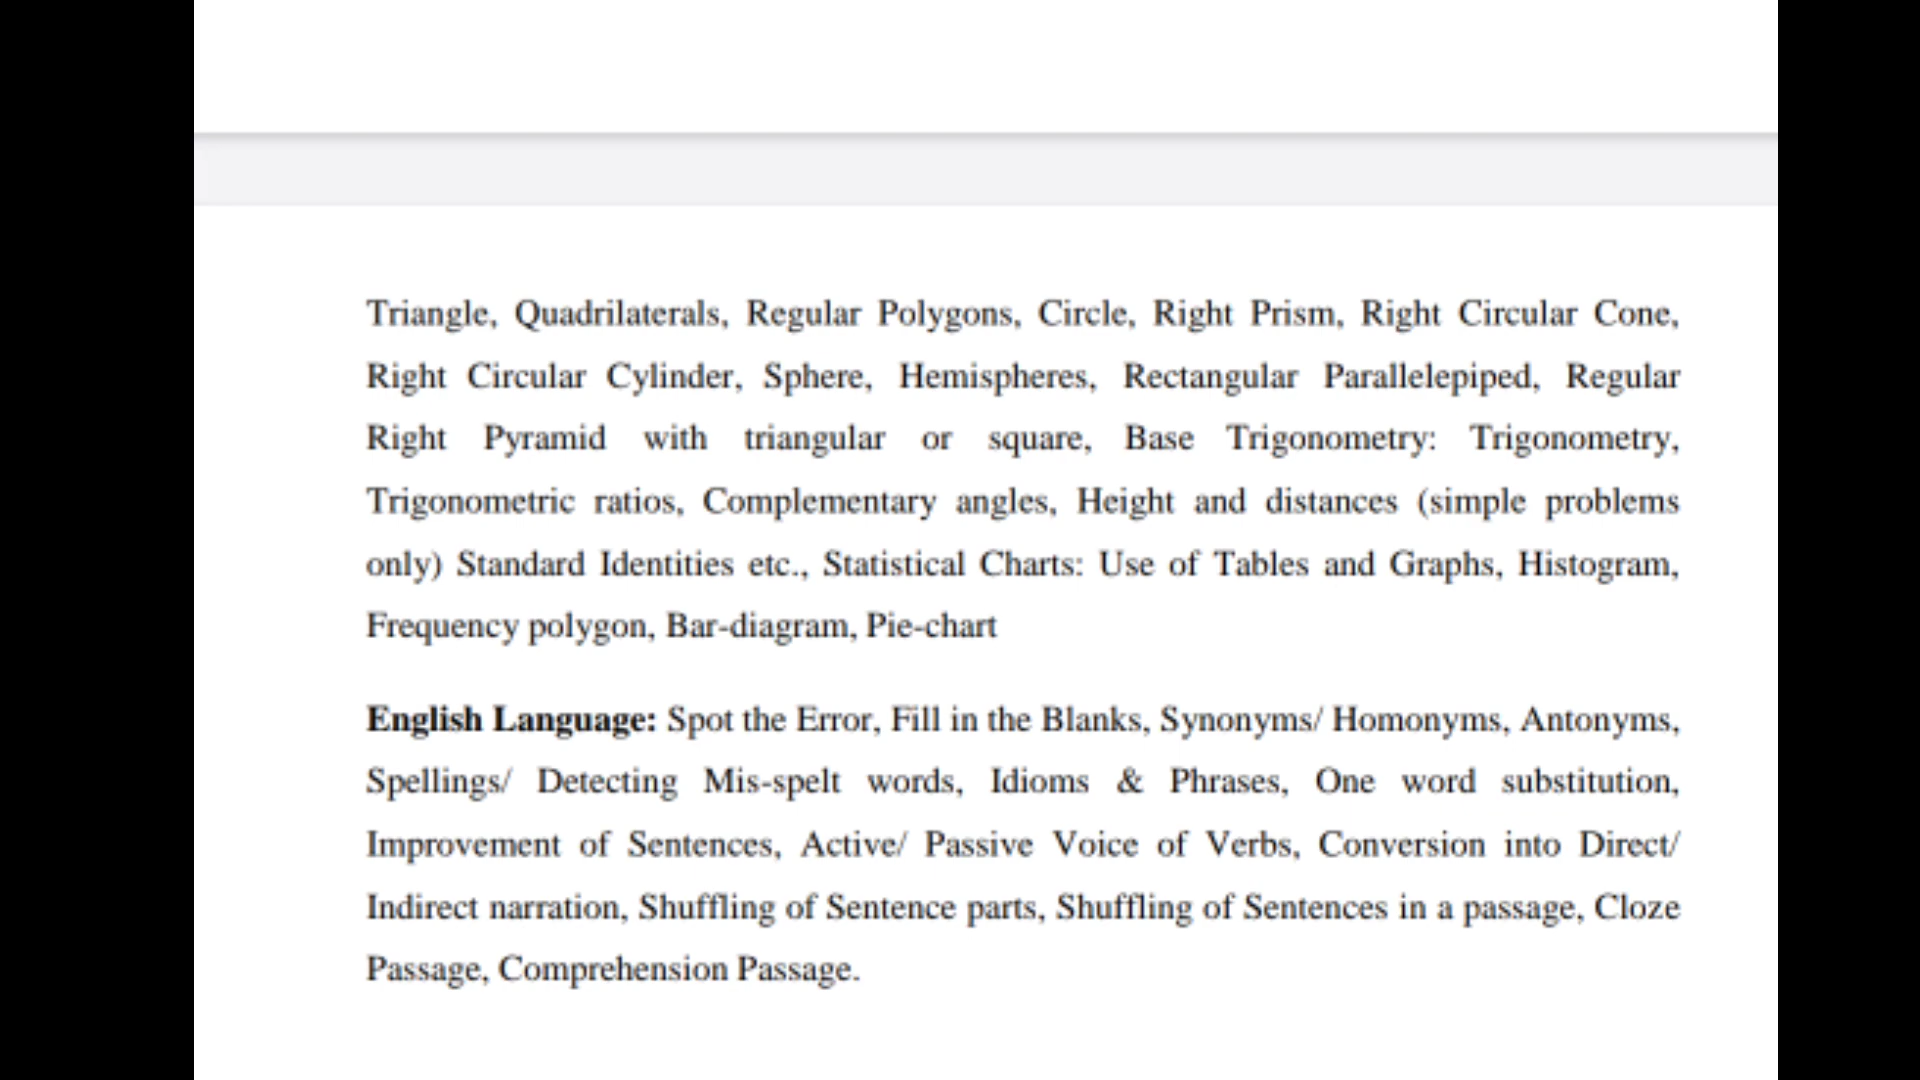 Triangle, Quadrilaterals, Regular Polygons, Circle, Right Prism, Right Circular Cone,
Right Circular Cylinder, Sphere, Hemispheres, Rectangular Parallelepiped, Regular
Right Pyramid with triangular or square, Base Trigonometry: Trigonometry,
Trigonometric ratios, Complementary angles, Height and distances (simple problems
only) Standard Identities etc., Statistical Charts: Use of Tables and Graphs, Histogram,
Frequency polygon, Bar-diagram, Pie-chart
English Language: Spot the Error, Fill in the Blanks, Synonyms/ Homonyms, Antonyms,
Spellings/ Detecting Mis-spelt words, Idioms & Phrases, One word substitution,
Improvement of Sentences, Active/ Passive Voice of Verbs, Conversion into Direct/
Indirect narration, Shuffling of Sentence parts, Shuffling of Sentences in a passage, Cloze
Passage, Comprehension Passage.